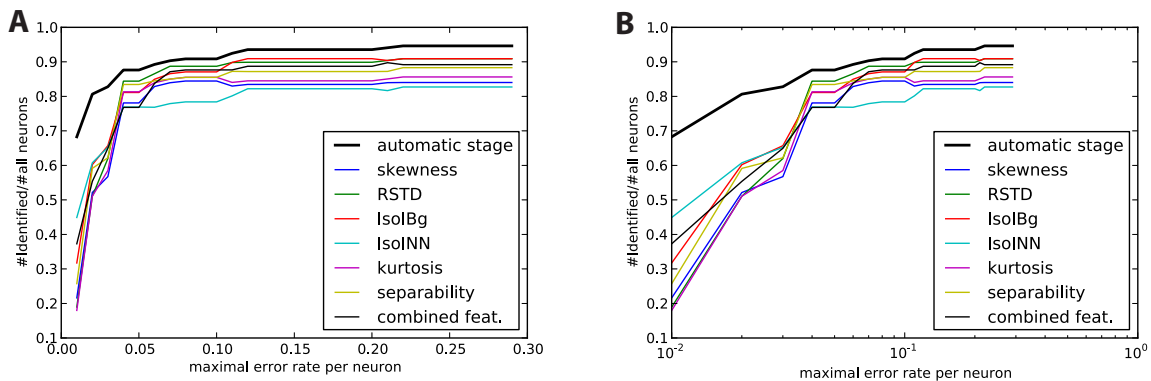 A
#Identified/#all neurons
1.0
0.9
0.8
0.7
0.6
0.5
0.4
0.3
0.2
0.1
automatic stage
skewness
RSTD
IsolBg
IsolNN
kurtosis
separability
combined feat.
0.00 0.05 0.10 0.15 0.20 0.25 0.30
maximal error rate per neuron
B
#Identified/#all neurons
1.0
0.9
0.8
0.7
0.6
0.5
0.4
0.3
0.2
0.1
automatic stage
skewness
RSTD
IsolBg
IsolNN
kurtosis
separability
combined feat.
10⁻² 10⁻¹ 10⁰
maximal error rate per neuron